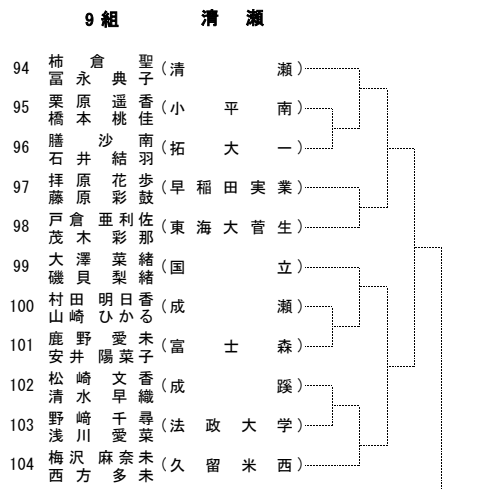 9組 清瀬
94 柿倉聖 (清瀬)
冨永典子
95 栗原遥香 (小平南)
橋本桃佳
96 膳沙南 (拓大一)
石井結羽
97 拝原花歩 (早稲田実業)
藤原彩鼓
98 戸倉亜利佐 (東海大菅生)
茂木彩那
99 大澤菜緒 (国立)
磯貝梨緒
100 村田明日香 (成瀬)
山崎ひかる
101 鹿野愛未 (富士森)
安井陽菜子
102 松崎文香 (成蹊)
清水早織
103 野﨑千尋 (法政大学)
浅川愛菜
104 梅沢麻奈未 (久留米西)
西方多未